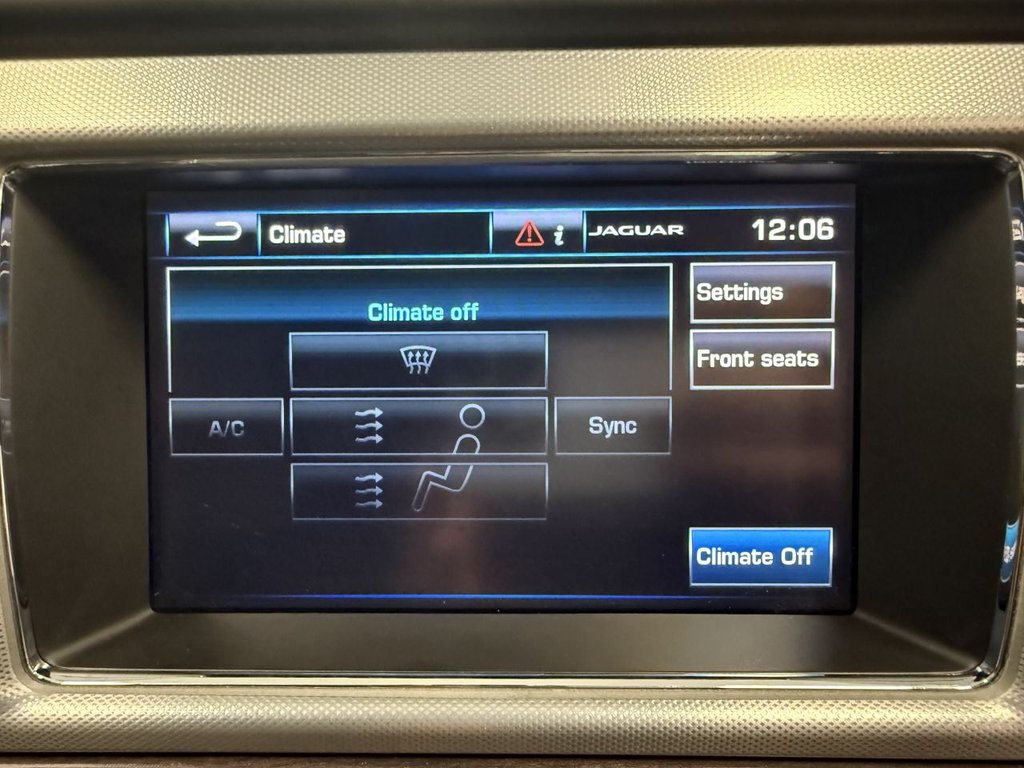 Climate
i
JAGUAR
12:06
Climate off
Settings
Front seats
A/C
Sync
Climate Off